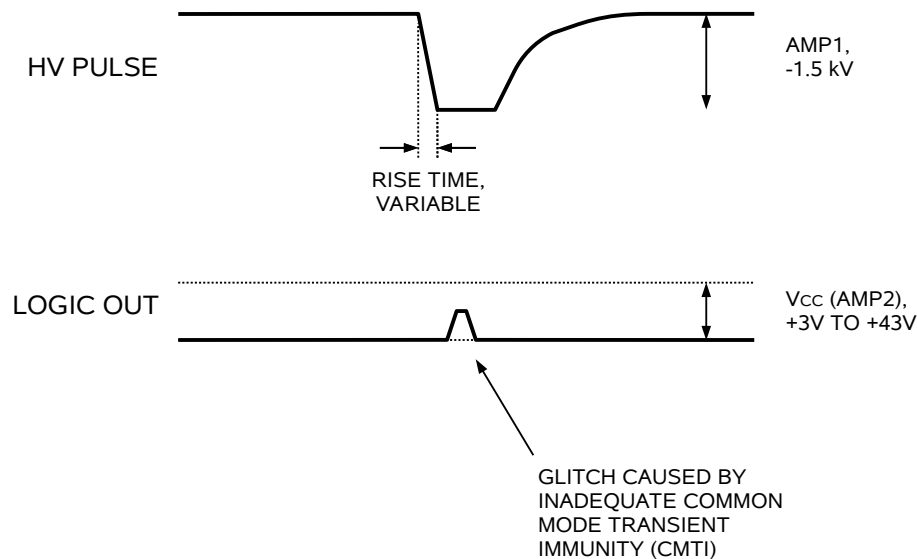 HV PULSE
AMP1,
-1.5 kV
RISE TIME,
VARIABLE
LOGIC OUT
VCC (AMP2),
+3V TO +43V
GLITCH CAUSED BY
INADEQUATE COMMON
MODE TRANSIENT
IMMUNITY (CMTI)